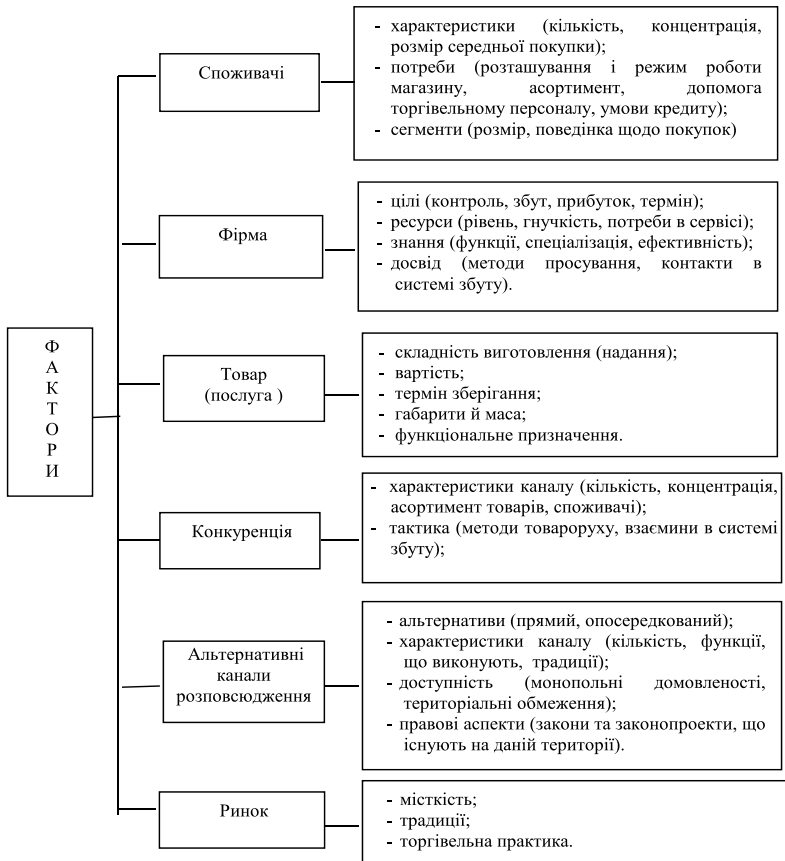 ФАКТОРИ
Споживачі
- характеристики (кількість, концентрація,
розмір середньої покупки);
- потреби (розташування і режим роботи
магазину, асортимент, допомога
торгівельному персоналу, умови кредиту);
- сегменти (розмір, поведінка щодо покупок)
Фірма
- цілі (контроль, збут, прибуток, термін);
- ресурси (рівень, гнучкість, потреби в сервісі);
- знання (функції, спеціалізація, ефективність);
- досвід (методи просування, контакти в
системі збуту).
Товар
(послуга )
- складність виготовлення (надання);
- вартість;
- термін зберігання;
- габарити й маса;
- функціональне призначення.
Конкуренція
- характеристики каналу (кількість, концентрація,
асортимент товарів, споживачі);
- тактика (методи товароруху, взаємини в системі
збуту);
Альтернативні
канали
розповсюдження
- альтернативи (прямий, опосередкований);
- характеристики каналу (кількість, функції,
що виконують, традиції);
- доступність (монопольні домовленості,
територіальні обмеження);
- правові аспекти (закони та законопроекти, що
існують на даній території).
Ринок
- місткість;
- традиції;
- торгівельна практика.